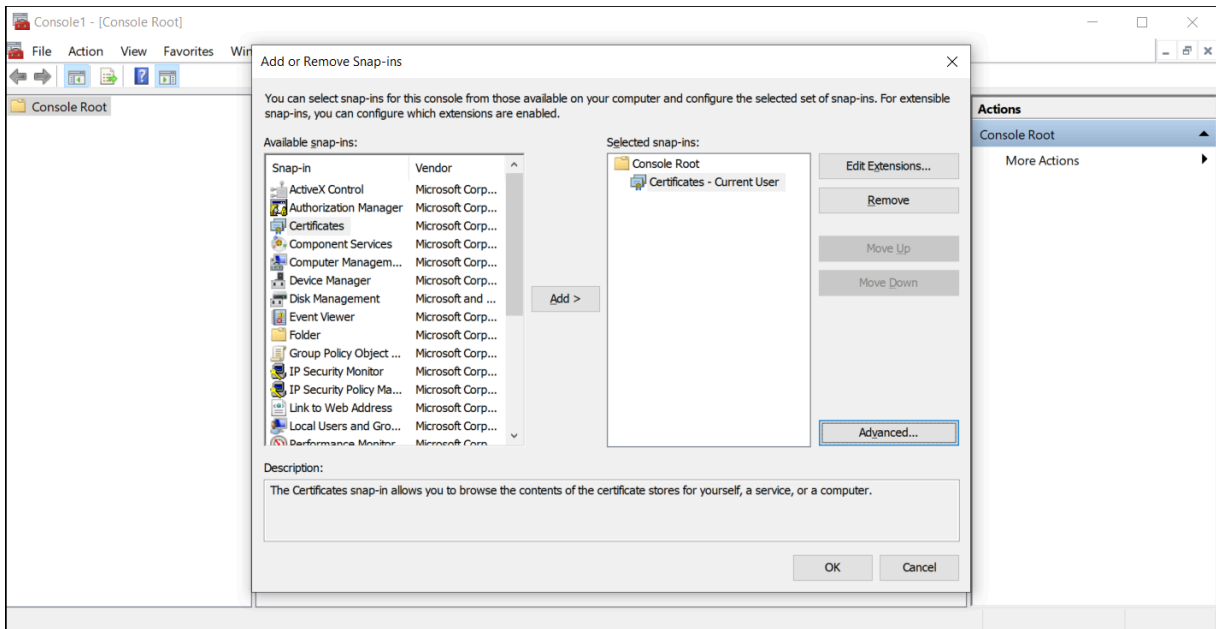 Console1 - [Console Root]
File Action View Favorites Wir
Add or Remove Snap-ins
You can select snap-ins for this console from those available on your computer and configure the selected set of snap-ins. For extensible
snap-ins, you can configure which extensions are enabled.
Available snap-ins:
Snap-in Vendor
ActiveX Control Microsoft Corp...
Authorization Manager Microsoft Corp...
Certificates Microsoft Corp...
Component Services Microsoft Corp...
Computer Managem... Microsoft Corp...
Device Manager Microsoft Corp...
Disk Management Microsoft and ...
Event Viewer Microsoft Corp...
Folder Microsoft Corp...
Group Policy Object ... Microsoft Corp...
IP Security Monitor Microsoft Corp...
IP Security Policy Ma... Microsoft Corp...
Link to Web Address Microsoft Corp...
Local Users and Gro... Microsoft Corp...
Performance Monitor Microsoft Corp...
Add >
Selected snap-ins:
Console Root
Certificates - Current User
Edit Extensions...
Remove
Move Up
Move Down
Advanced...
Description:
The Certificates snap-in allows you to browse the contents of the certificate stores for yourself, a service, or a computer.
OK
Cancel
Console Root
Actions
Console Root
More Actions